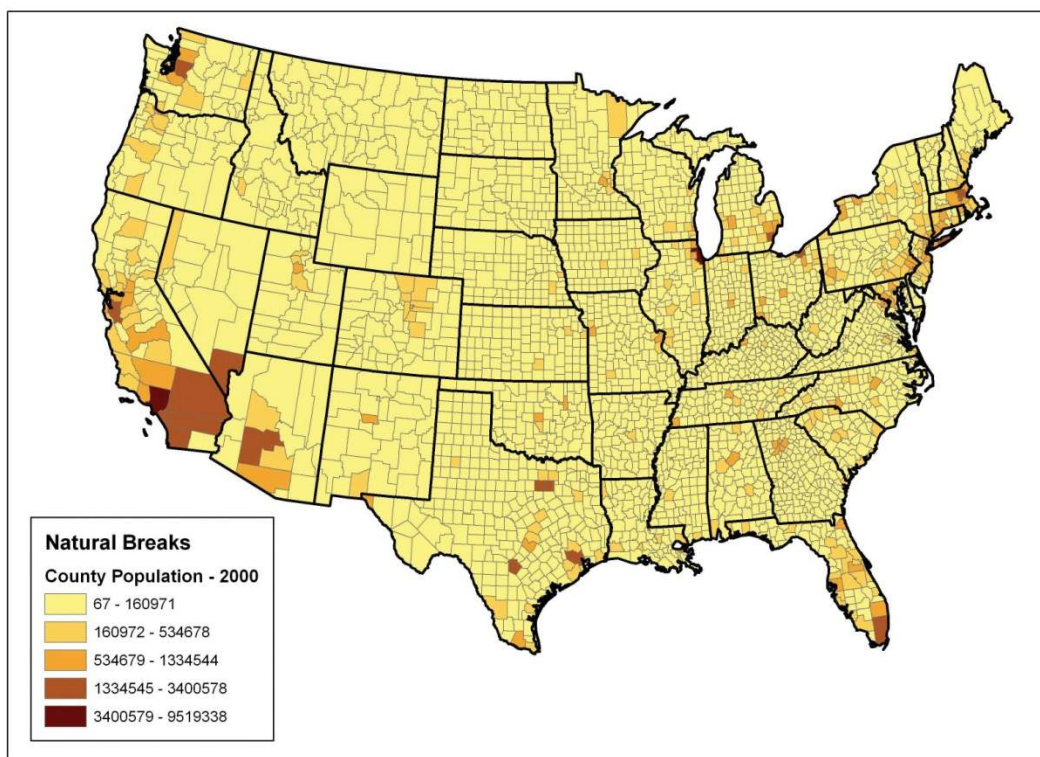 Natural Breaks
County Population - 2000
67 - 160971
160972 - 534678
534679 - 1334544
1334545 - 3400578
3400579 - 9519338